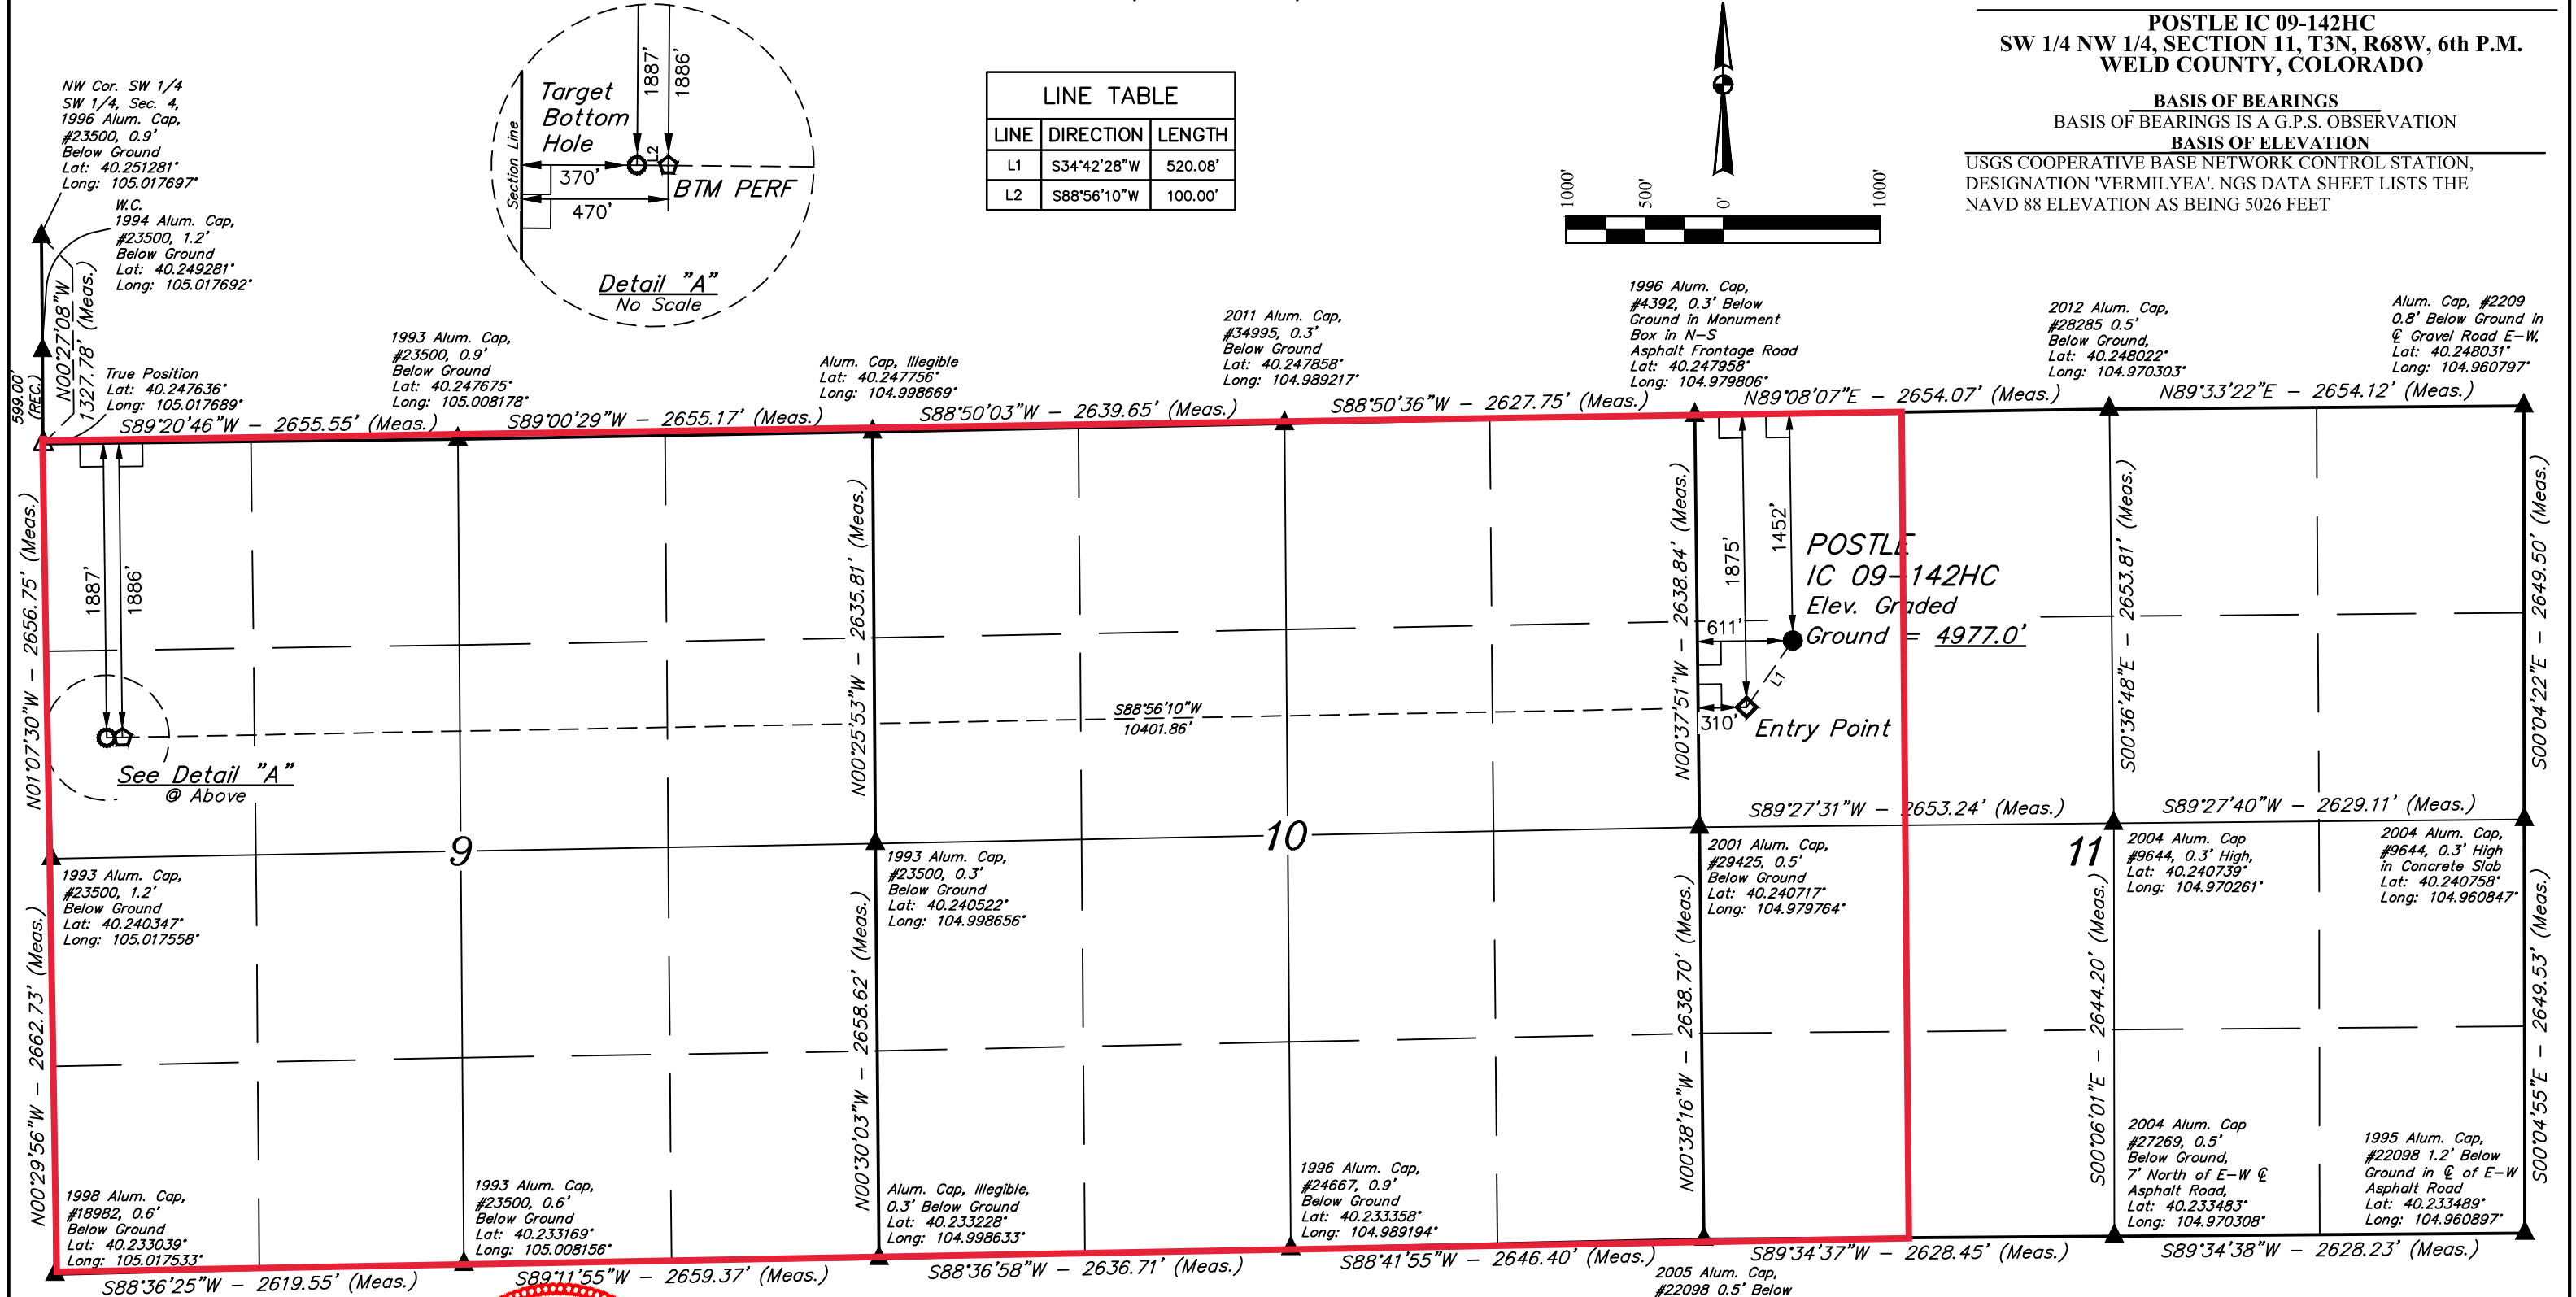 POSTLE IC 09-142HC
SW 1/4 NW 1/4, SECTION 11, T3N, R68W, 6th P.M.
WELD COUNTY, COLORADO
BASIS OF BEARINGS
BASIS OF BEARINGS IS A G.P.S. OBSERVATION
BASIS OF ELEVATION
USGS COOPERATIVE BASE NETWORK CONTROL STATION,
DESIGNATION 'VERMILYEA'. NGS DATA SHEET LISTS THE
NAVD 88 ELEVATION AS BEING 5026 FEET
NW Cor. SW 1/4
SW 1/4, Sec. 4,
1996 Alum. Cap,
#23500, 0.9'
Below Ground
Lat: 40.251281°
Long: 105.017697°
W.C.
1994 Alum. Cap,
#23500, 1.2'
Below Ground
Lat: 40.249281°
Long: 105.017692°
599.00'
(REC.)
N00°27'08"W
1327.78' (Meas.)
True Position
Lat: 40.247636°
Long: 105.017689°
Target
Bottom
Hole
1887'
1886'
L2
Section Line
370'
470'
BTM PERF
Detail "A"
No Scale
LINE TABLE
LINE DIRECTION LENGTH
L1 S34°42'28"W 520.08'
L2 S88°56'10"W 100.00'
1000'
500'
0'
1000'
1993 Alum. Cap,
#23500, 0.9'
Below Ground
Lat: 40.247675°
Long: 105.008178°
Alum. Cap, Illegible
Lat: 40.247756°
Long: 104.998669°
2011 Alum. Cap,
#34995, 0.3'
Below Ground
Lat: 40.247858°
Long: 104.989217°
1996 Alum. Cap,
#4392, 0.3' Below
Ground in Monument
Box in N-S
Asphalt Frontage Road
Lat: 40.247958°
Long: 104.979806°
2012 Alum. Cap,
#28285 0.5'
Below Ground,
Lat: 40.248022°
Long: 104.970303°
Alum. Cap, #2209
0.8' Below Ground in
℄ Gravel Road E-W,
Lat: 40.248031°
Long: 104.960797°
S89°20'46"W - 2655.55' (Meas.)
S89°00'29"W - 2655.17' (Meas.)
S88°50'03"W - 2639.65' (Meas.)
S88°50'36"W - 2627.75' (Meas.)
N89°08'07"E - 2654.07' (Meas.)
N89°33'22"E - 2654.12' (Meas.)
N01°07'30"W - 2656.75' (Meas.)
1887'
1886'
N00°25'53"W - 2635.81' (Meas.)
N00°37'51"W - 2638.84' (Meas.)
1875'
1452'
POSTLE
IC 09-142HC
Elev. Graded
Ground = 4977.0'
611'
L1
310'
Entry Point
S00°36'48"E - 2653.81' (Meas.)
S00°04'22"E - 2649.50' (Meas.)
S88°56'10"W
10401.86'
See Detail "A"
@ Above
S89°27'31"W - 2653.24' (Meas.)
S89°27'40"W - 2629.11' (Meas.)
9
10
11
1993 Alum. Cap,
#23500, 1.2'
Below Ground
Lat: 40.240347°
Long: 105.017558°
1993 Alum. Cap,
#23500, 0.3'
Below Ground
Lat: 40.240522°
Long: 104.998656°
2001 Alum. Cap,
#29425, 0.5'
Below Ground
Lat: 40.240717°
Long: 104.979764°
2004 Alum. Cap
#9644, 0.3' High,
Lat: 40.240739°
Long: 104.970261°
2004 Alum. Cap,
#9644, 0.3' High
in Concrete Slab
Lat: 40.240758°
Long: 104.960847°
N00°29'56"W - 2662.73' (Meas.)
N00°30'03"W - 2658.62' (Meas.)
N00°38'16"W - 2638.70' (Meas.)
S00°06'01"E - 2644.20' (Meas.)
S00°04'55"E - 2649.53' (Meas.)
1998 Alum. Cap,
#18982, 0.6'
Below Ground
Lat: 40.233039°
Long: 105.017533°
1993 Alum. Cap,
#23500, 0.6'
Below Ground
Lat: 40.233169°
Long: 105.008156°
Alum. Cap, Illegible,
0.3' Below Ground
Lat: 40.233228°
Long: 104.998633°
1996 Alum. Cap,
#24667, 0.9'
Below Ground
Lat: 40.233358°
Long: 104.989194°
2004 Alum. Cap
#27269, 0.5'
Below Ground,
7' North of E-W ℄
Asphalt Road,
Lat: 40.233483°
Long: 104.970308°
1995 Alum. Cap,
#22098 1.2' Below
Ground in ℄ of E-W
Asphalt Road
Lat: 40.233489°
Long: 104.960897°
S88°36'25"W - 2619.55' (Meas.)
S89°11'55"W - 2659.37' (Meas.)
S88°36'58"W - 2636.71' (Meas.)
S88°41'55"W - 2646.40' (Meas.)
S89°34'37"W - 2628.45' (Meas.)
S89°34'38"W - 2628.23' (Meas.)
2005 Alum. Cap,
#22098 0.5' Below